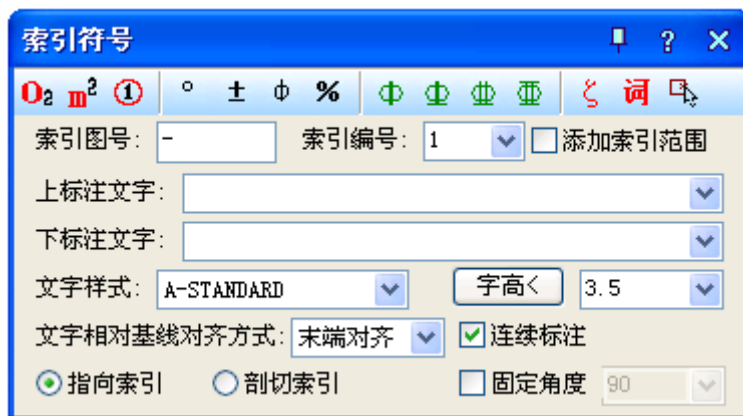 索引符号 ?
O₂ m² ① ° ± ф % 词
索引图号: - 索引编号: 1 添加索引范围
上标注文字:
下标注文字:
文字样式: A-STANDARD 字高< 3.5
文字相对基线对齐方式: 末端对齐 连续标注
指向索引 剖切索引 固定角度 90